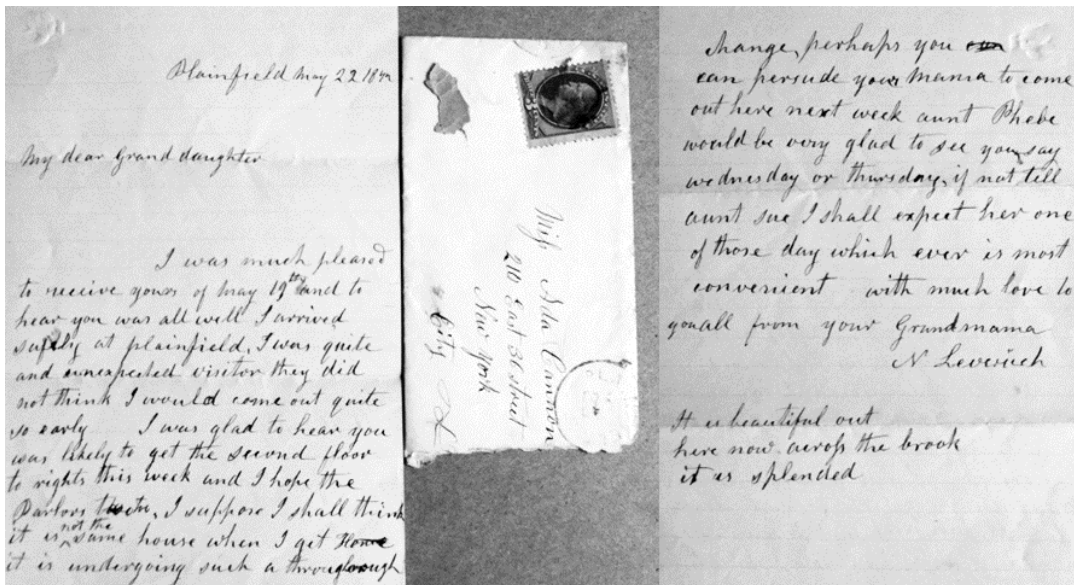 Plainfield May 22 18
My dear Grand daughter
I was much pleased
to receive yours of May 19th and to
hear you was all well I arrived
safely at plainfield, I was quite
and unexpected visitor they did
not think I would come out quite
so early I was glad to hear you
was likely to get the second floor
to rights this week and I hope the
Parlors I suppose I shall think
it is not the same house when I get Home
it is undergoing such a through
Miss Ada Cannon
210 East 30 street
New York
City
change, perhaps you
can persude your Mama to come
out here next week aunt Phebe
would be very glad to see you, say
wednesday or thursday, if not tell
aunt sue I shall expect her one
of those day which ever is most
convenient with much love to
you all from your Grandmama
N Leverich
It is beautiful out
here now across the brook
it is splended